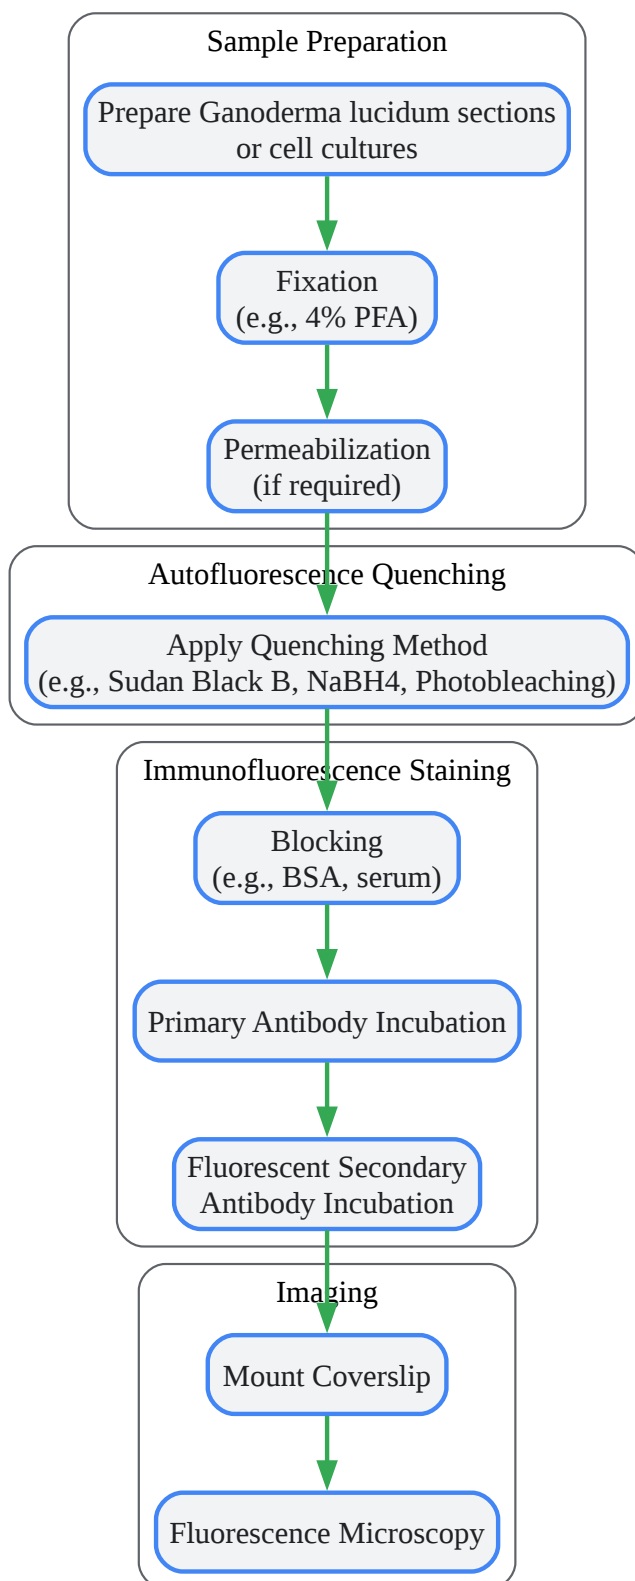 Sample Preparation
Prepare Ganoderma lucidum sections
or cell cultures
Fixation
(e.g., 4% PFA)
Permeabilization
(if required)
Autofluorescence Quenching
Apply Quenching Method
(e.g., Sudan Black B, NaBH4, Photobleaching)
Immunofluorescence Staining
Blocking
(e.g., BSA, serum)
Primary Antibody Incubation
Fluorescent Secondary
Antibody Incubation
Imaging
Mount Coverslip
Fluorescence Microscopy